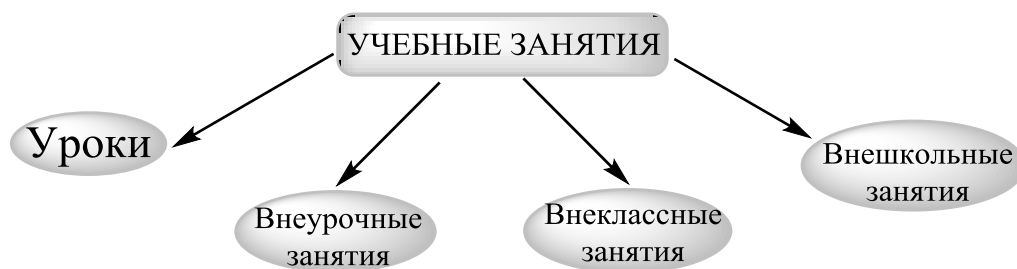 УЧЕБНЫЕ ЗАНЯТИЯ
Уроки
Внеурочные
занятия
Внеклассные
занятия
Внешкольные
занятия